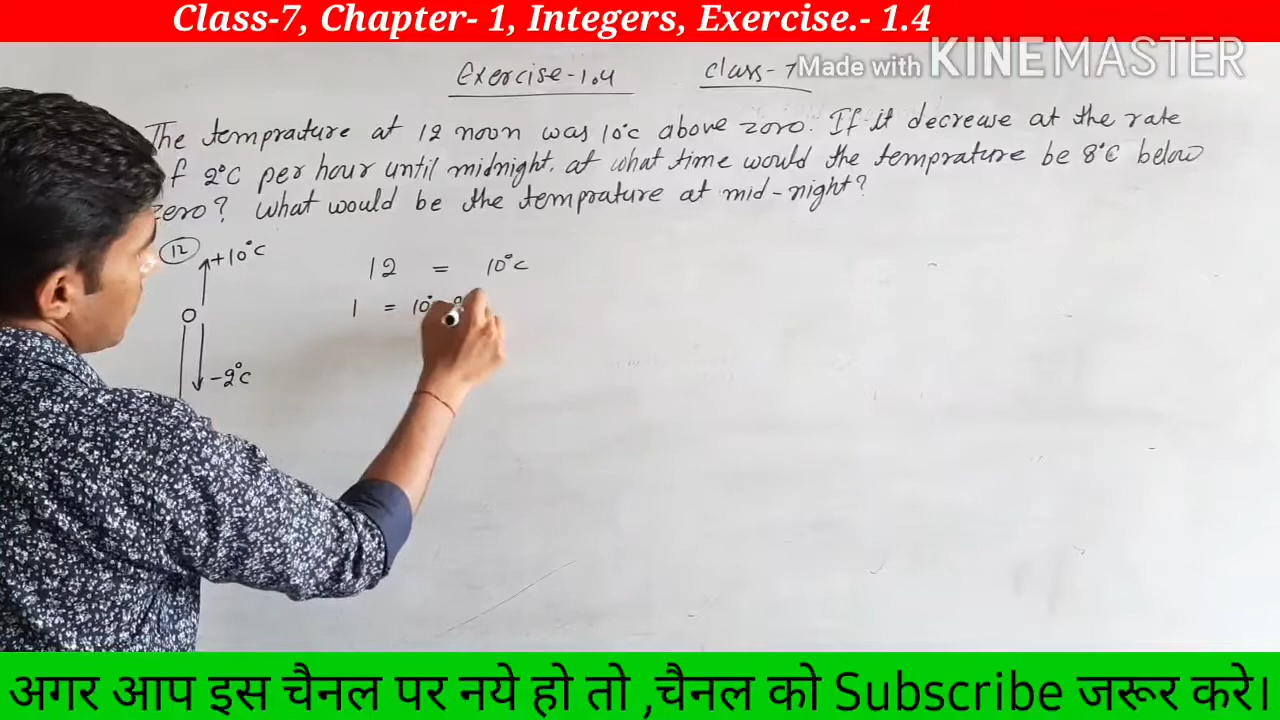 Class-7, Chapter- 1, Integers, Exercise.- 1.4
Made with KINEMASTER
Exercise-1.4 class-7
The temprature at 12 noon was 10°c above zoro. If it decrease at the rate
f 2°C per hour until midnight. at what time would the temprature be 8°C below
zero? What would be the temprature at mid-night?
12
+10°c
12 = 10°c
1 = 10°
0
-2°c
अगर आप इस चैनल पर नये हो तो ,चैनल को Subscribe जरूर करे।